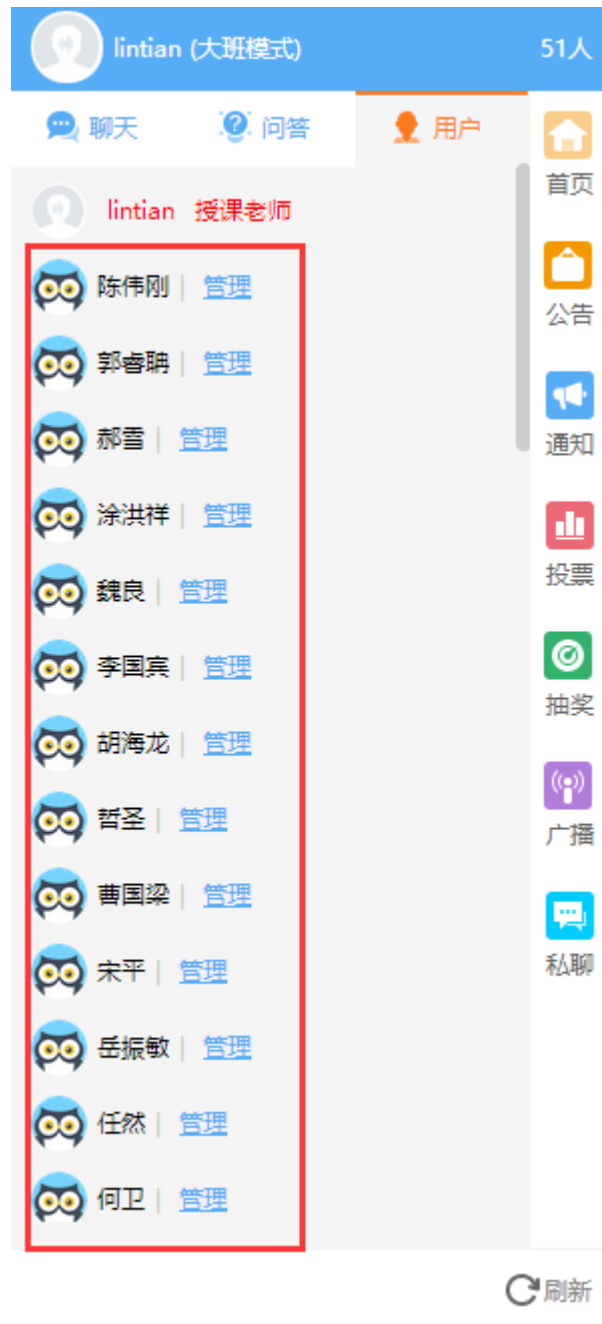 lintian (大班模式) 51人
聊天 问答 用户
lintian 授课老师
陈伟刚 | 管理
郭睿聃 | 管理
郝雪 | 管理
涂洪祥 | 管理
魏良 | 管理
李国宾 | 管理
胡海龙 | 管理
哲圣 | 管理
曹国梁 | 管理
宋平 | 管理
岳振敏 | 管理
任然 | 管理
何卫 | 管理
首页
公告
通知
投票
抽奖
广播
私聊
刷新